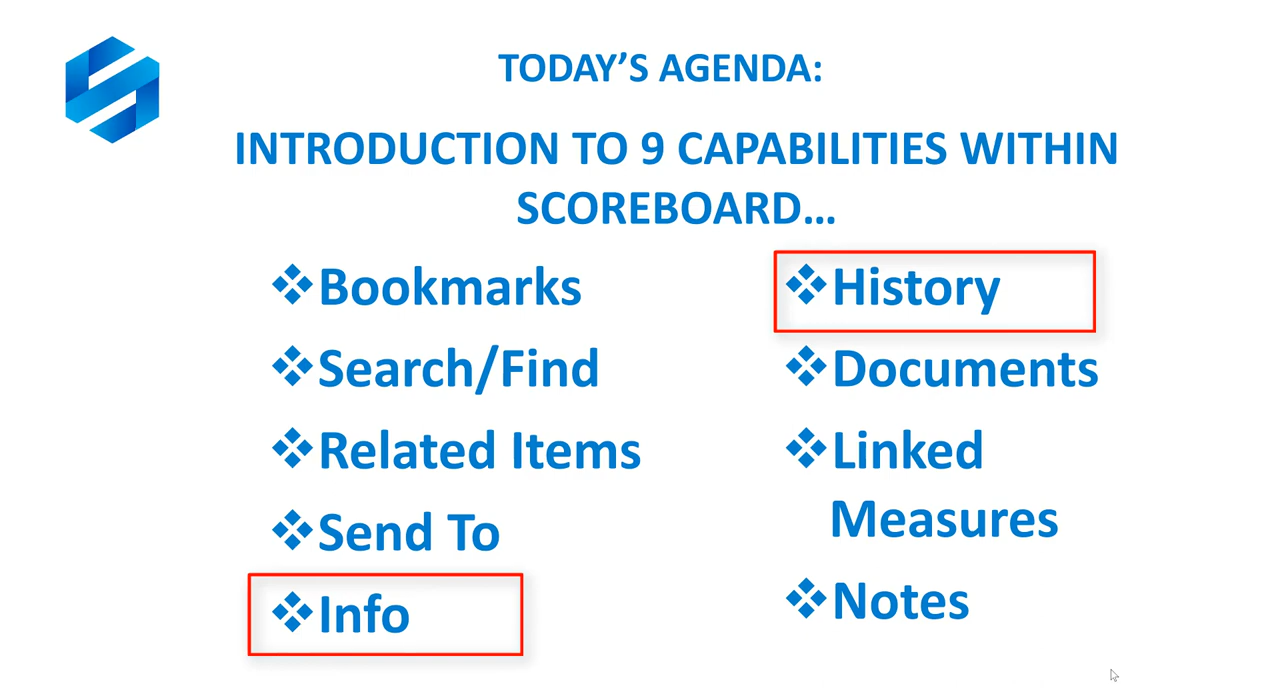 TODAY’S AGENDA:
INTRODUCTION TO 9 CAPABILITIES WITHIN
SCOREBOARD…
❖Bookmarks
❖Search/Find
❖Related Items
❖Send To
❖Info
❖History
❖Documents
❖Linked
Measures
❖Notes